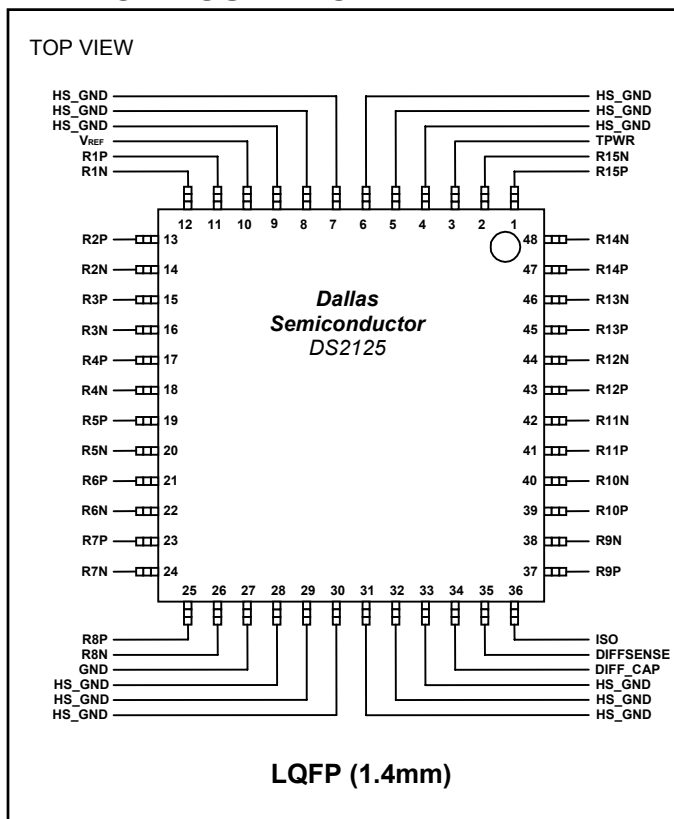 TOP VIEW
HS_GND HS_GND
HS_GND HS_GND
HS_GND HS_GND
VREF TPWR
R1P R15N
R1N R15P
12 11 10 9 8 7 6 5 4 3 2 1
R2P 13 48 R14N
R2N 14 47 R14P
R3P 15 46 R13N
Dallas
R3N 16 Semiconductor 45 R13P
DS2125
R4P 17 44 R12N
R4N 18 43 R12P
R5P 19 42 R11N
R5N 20 41 R11P
R6P 21 40 R10N
R6N 22 39 R10P
R7P 23 38 R9N
R7N 24 37 R9P
25 26 27 28 29 30 31 32 33 34 35 36
R8P ISO
R8N DIFFSENSE
GND DIFF_CAP
HS_GND HS_GND
HS_GND HS_GND
HS_GND HS_GND
LQFP (1.4mm)